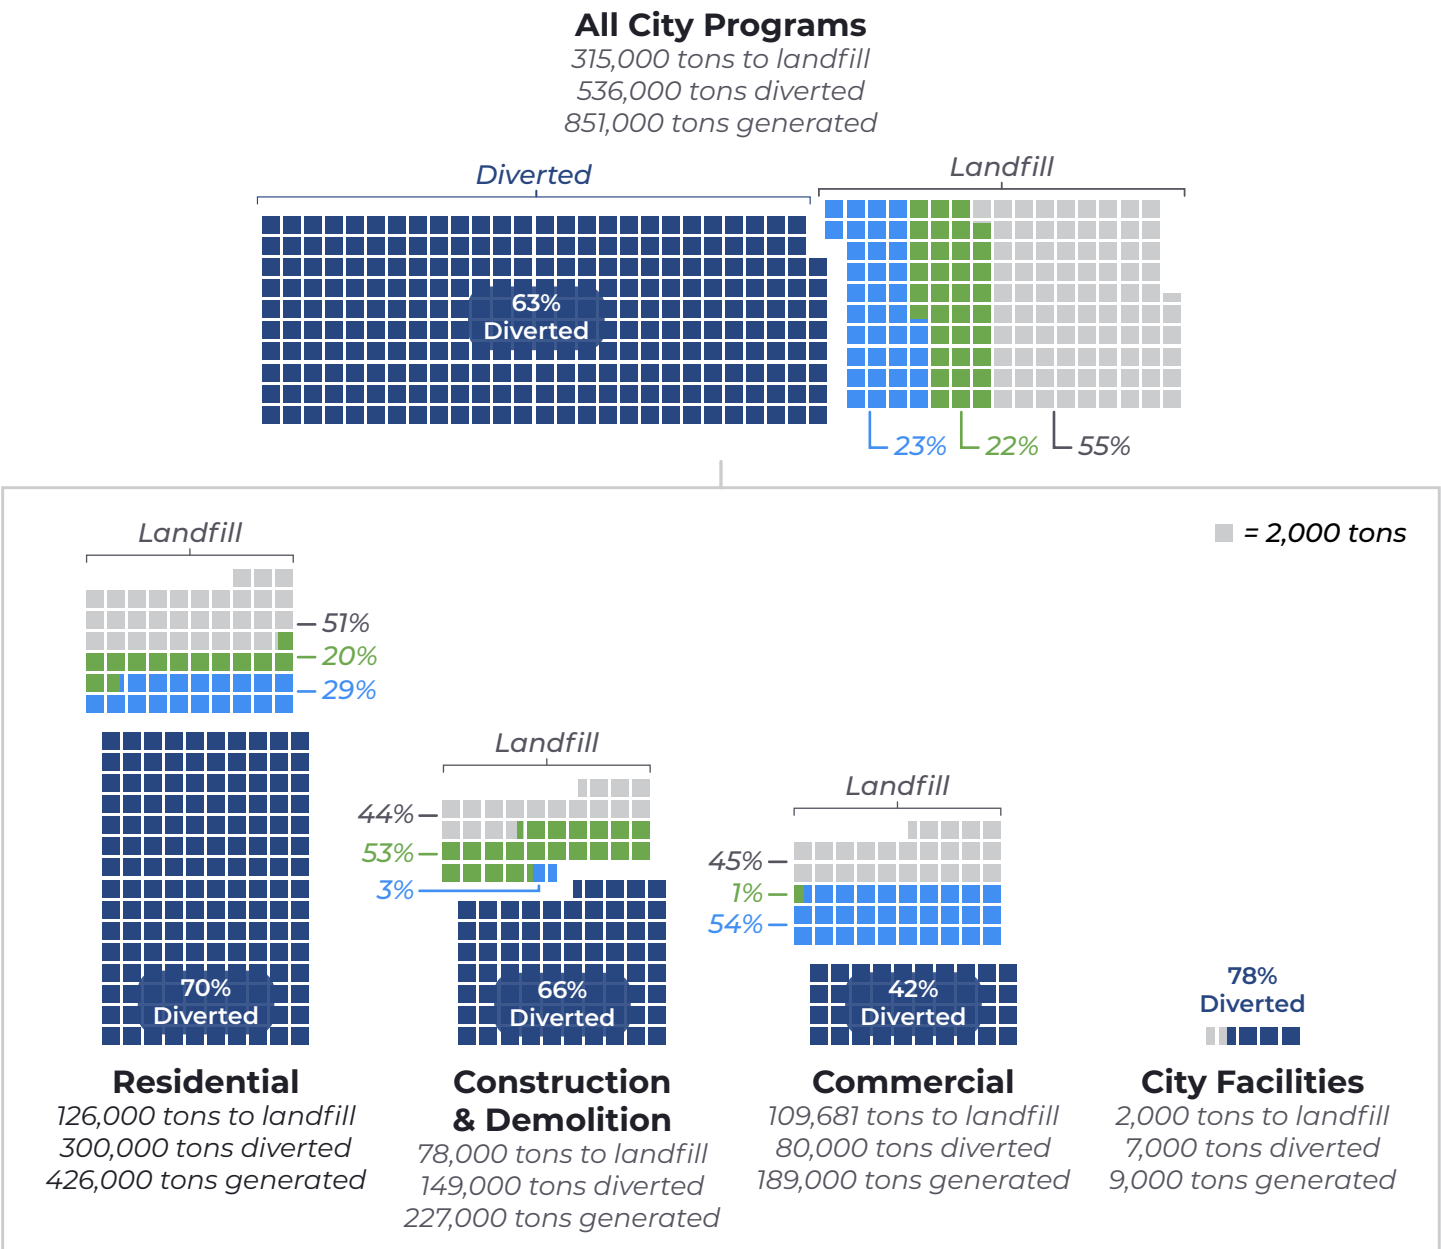 All City Programs
315,000 tons to landfill
536,000 tons diverted
851,000 tons generated
Diverted
Landfill
63%
Diverted
23%
22%
55%
= 2,000 tons
Landfill
51%
20%
29%
70%
Diverted
Residential
126,000 tons to landfill
300,000 tons diverted
426,000 tons generated
Landfill
44%
53%
3%
66%
Diverted
Construction
& Demolition
78,000 tons to landfill
149,000 tons diverted
227,000 tons generated
Landfill
45%
1%
54%
42%
Diverted
Commercial
109,681 tons to landfill
80,000 tons diverted
189,000 tons generated
78%
Diverted
City Facilities
2,000 tons to landfill
7,000 tons diverted
9,000 tons generated